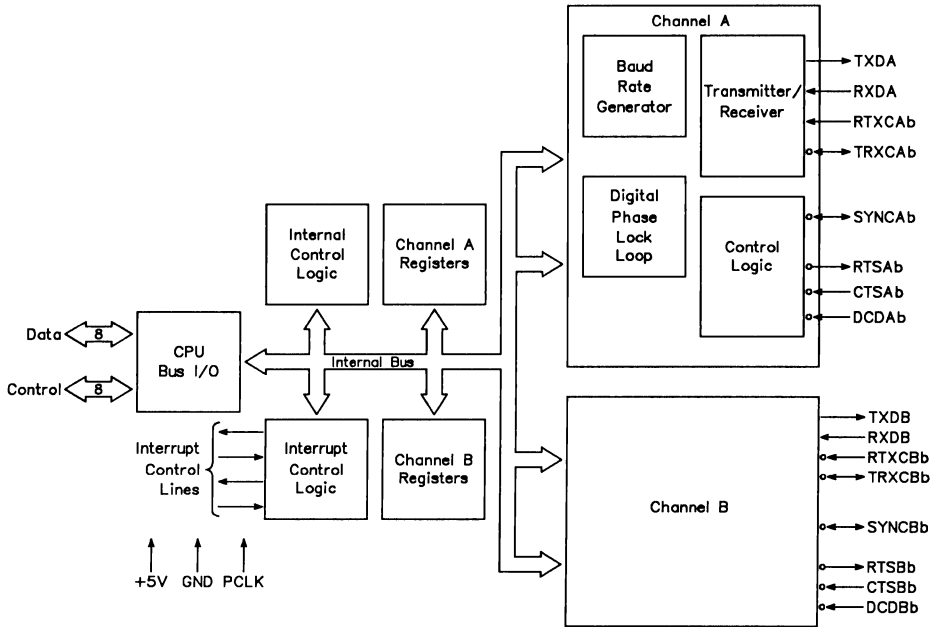 Channel A
Baud
Rate
Generator
Transmitter/
Receiver
TXDA
RXDA
RTXCAb
TRXCAb
Digital
Phase
Lock
Loop
Control
Logic
SYNCAb
RTSAb
CTSAb
DCDAb
Internal
Control
Logic
Channel A
Registers
Data
8
Control
8
CPU
Bus I/O
Internal Bus
Interrupt
Control
Lines
Interrupt
Control
Logic
Channel B
Registers
+5V
GND
PCLK
Channel B
TXDB
RXDB
RTXCBb
TRXCBb
SYNCBb
RTSBb
CTSBb
DCDBb